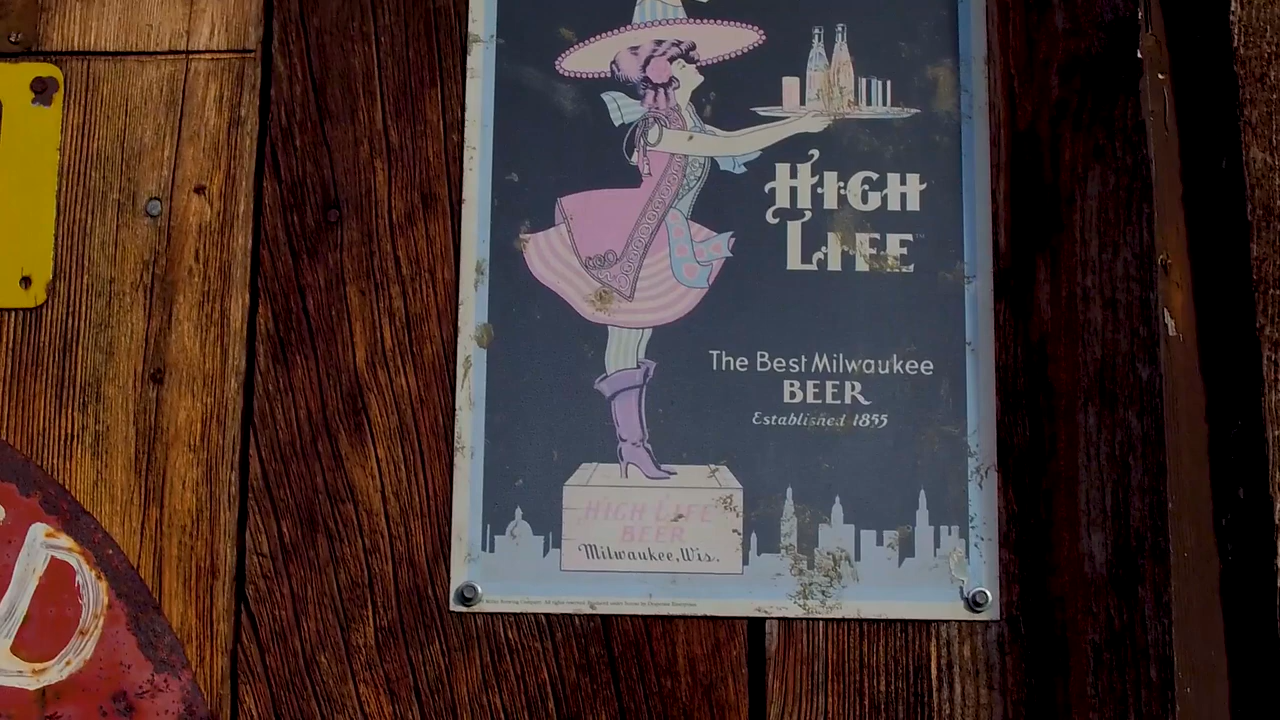 HIGH
LIFE
The Best Milwaukee
BEER
Established 1855
HIGH LIFE
BEER
Milwaukee, Wis.
D